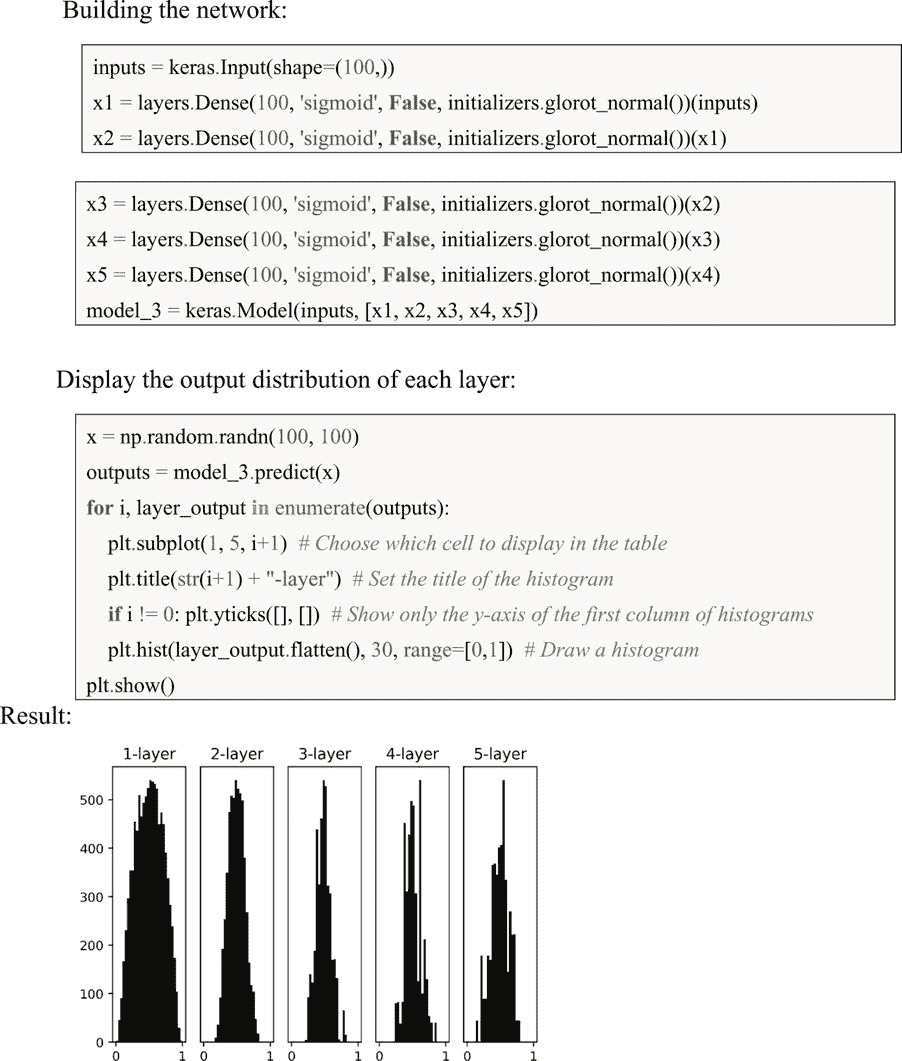 Building the network:
inputs = keras.Input(shape=(100,))
x1 = layers.Dense(100, 'sigmoid', False, initializers.glorot_normal())(inputs)
x2 = layers.Dense(100, 'sigmoid', False, initializers.glorot_normal())(x1)
x3 = layers.Dense(100, 'sigmoid', False, initializers.glorot_normal())(x2)
x4 = layers.Dense(100, 'sigmoid', False, initializers.glorot_normal())(x3)
x5 = layers.Dense(100, 'sigmoid', False, initializers.glorot_normal())(x4)
model_3 = keras.Model(inputs, [x1, x2, x3, x4, x5])
Display the output distribution of each layer:
x = np.random.randn(100, 100)
outputs = model_3.predict(x)
for i, layer_output in enumerate(outputs):
plt.subplot(1, 5, i+1) # Choose which cell to display in the table
plt.title(str(i+1) + "-layer") # Set the title of the histogram
if i != 0: plt.yticks([], []) # Show only the y-axis of the first column of histograms
plt.hist(layer_output.flatten(), 30, range=[0,1]) # Draw a histogram
plt.show()
Result:
1-layer 2-layer 3-layer 4-layer 5-layer
500
400
300
200
100
0
0 1 0 1 0 1 0 1 0 1